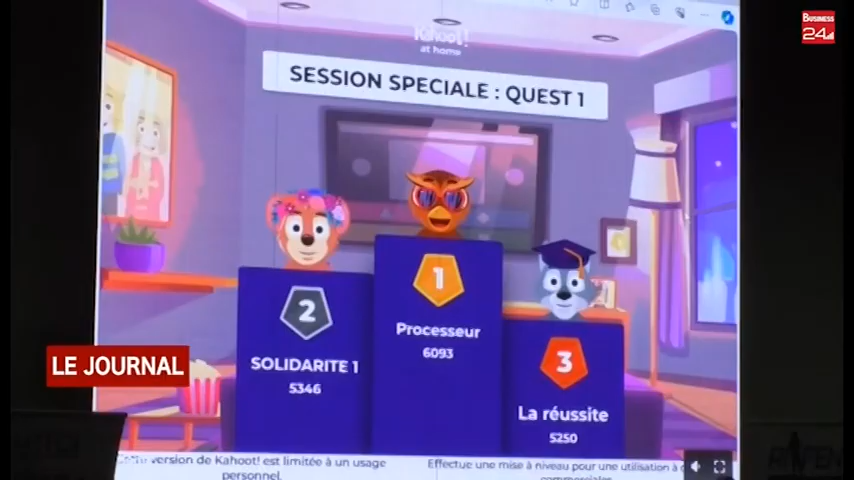 BUSINESS
24
Kahoot!
at home
SESSION SPECIALE : QUEST 1
1
Processeur
6093
2
SOLIDARITE 1
5346
3
La réussite
5250
LE JOURNAL
version de Kahoot! est limitée à un usage
personnel.
Effectue une mise à niveau pour une utilisation à
commerciales